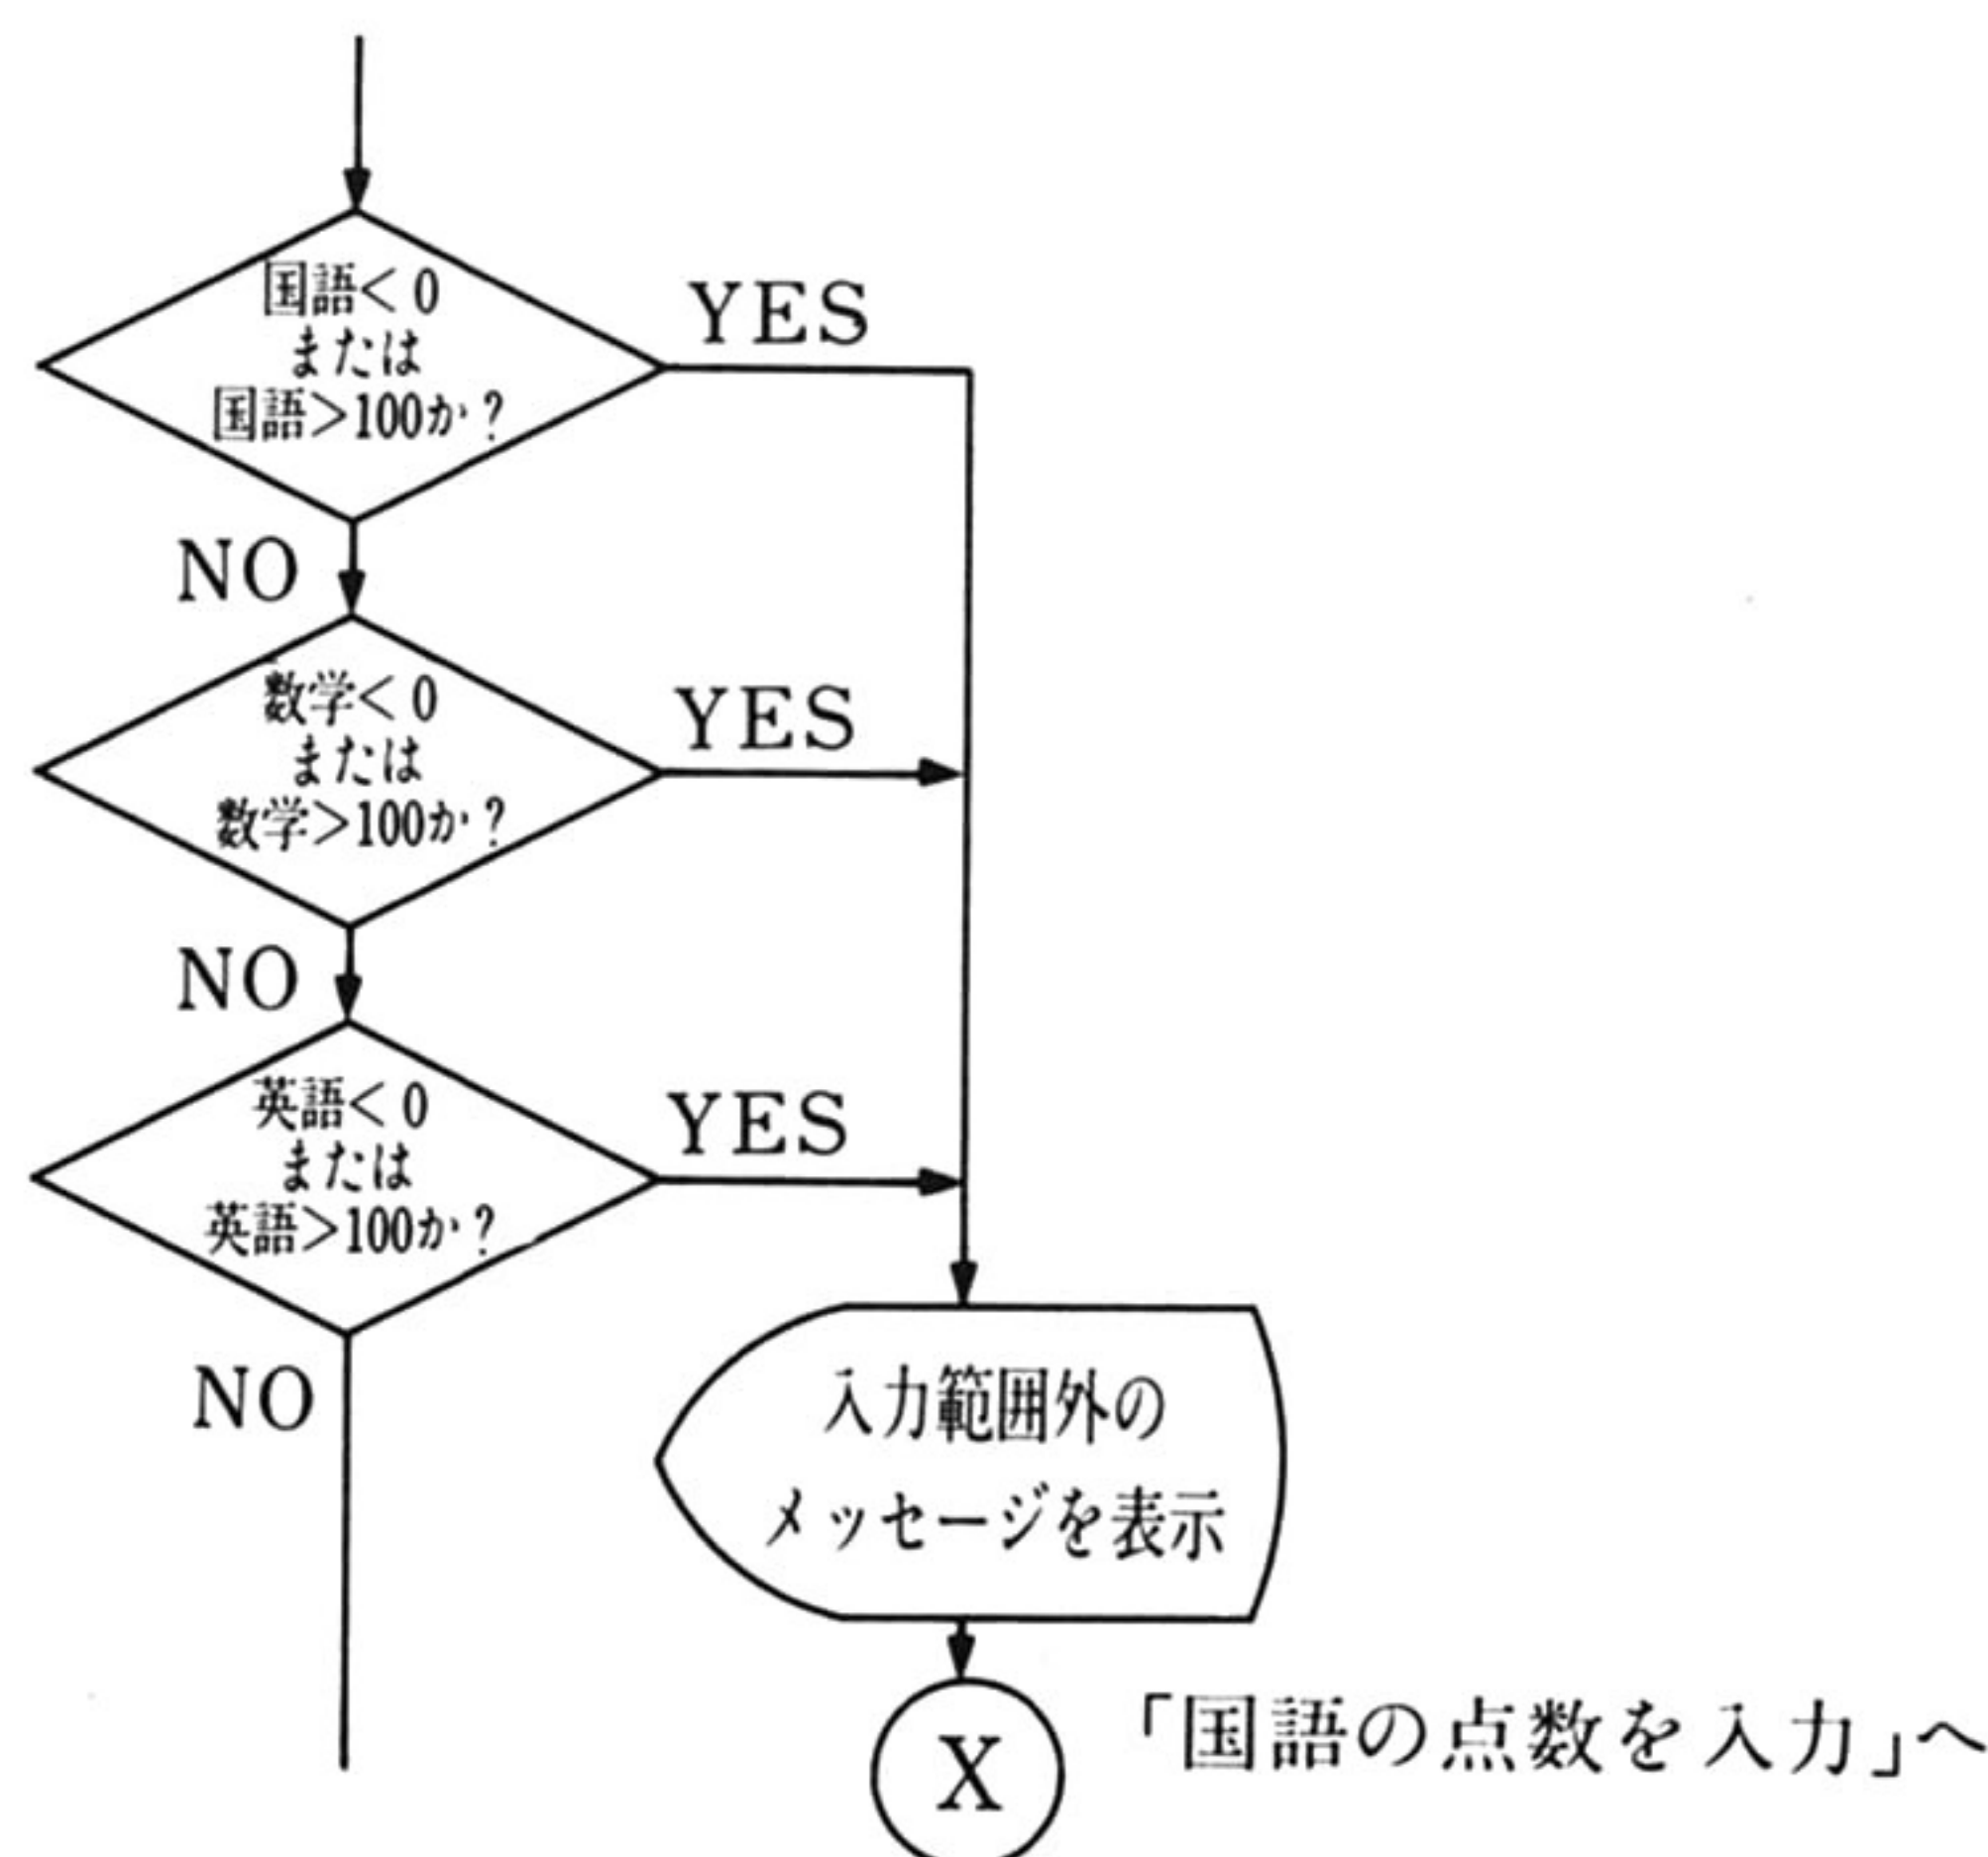 国語<0
または
国語>100か?
YES
NO
数学<0
または
数学>100か?
YES
NO
英語<0
または
英語>100か?
YES
NO
入力範囲外の
メッセージを表示
X
「国語の点数を入力」へ